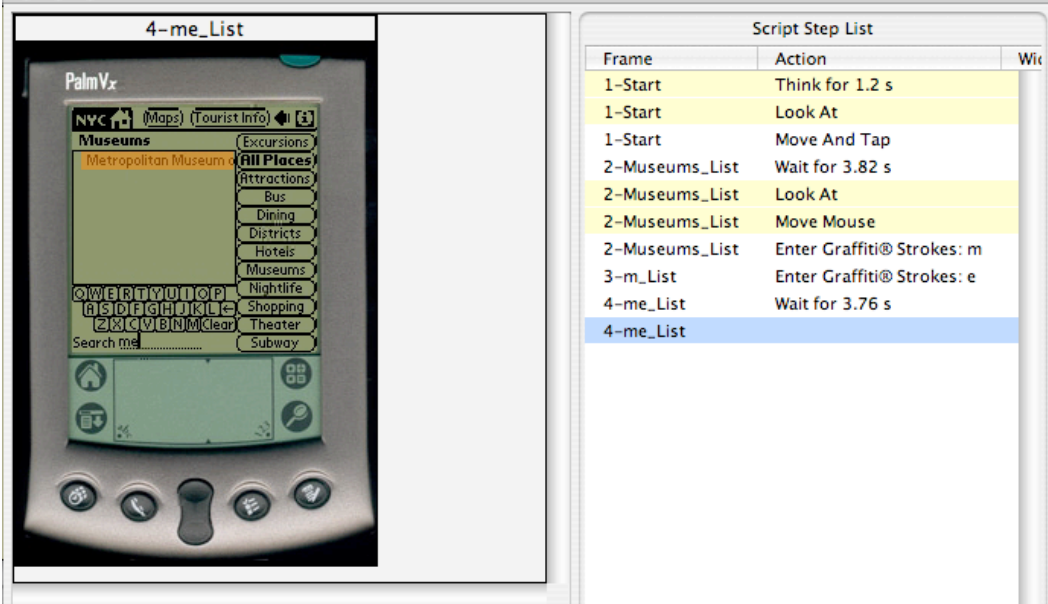 4-me_List
PalmVx
NYC (Maps) (Tourist Info)
Museums
Metropolitan Museum o
Excursions
All Places
Attractions
Bus
Dining
Districts
Hotels
Museums
Nightlife
Shopping
Theater
Subway
Q W E R T Y U I O P
A S D F G H J K L
Z X C V B N M Clear
Search me
Script Step List
Frame Action Wid
1-Start Think for 1.2 s
1-Start Look At
1-Start Move And Tap
2-Museums_List Wait for 3.82 s
2-Museums_List Look At
2-Museums_List Move Mouse
2-Museums_List Enter Graffiti® Strokes: m
3-m_List Enter Graffiti® Strokes: e
4-me_List Wait for 3.76 s
4-me_List